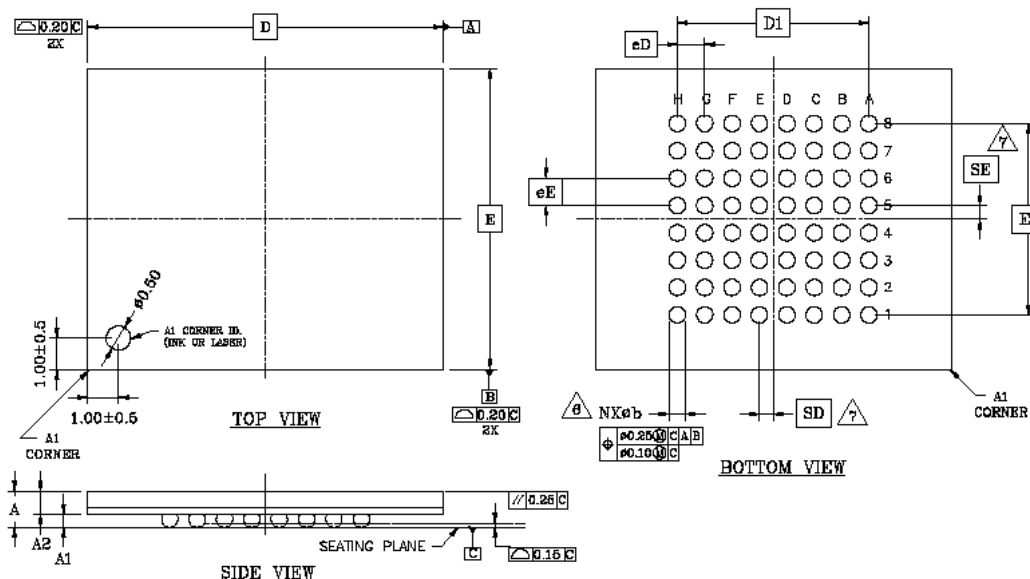 0.20 C
2X
D
A
E
ø0.50
A1 CORNER ID.
(INK OR LASER)
1.00±0.5
1.00±0.5
A1
CORNER
TOP VIEW
B
0.20 C
2X
D1
eD
H G F E D C B A
8
7
6
5
4
3
2
1
7
SE
eE
E
6 NXøb
ø0.25 M C A B
ø0.10 M C
SD 7
A1
CORNER
BOTTOM VIEW
A
A2
A1
// 0.25 C
SEATING PLANE
C
0.15 C
SIDE VIEW